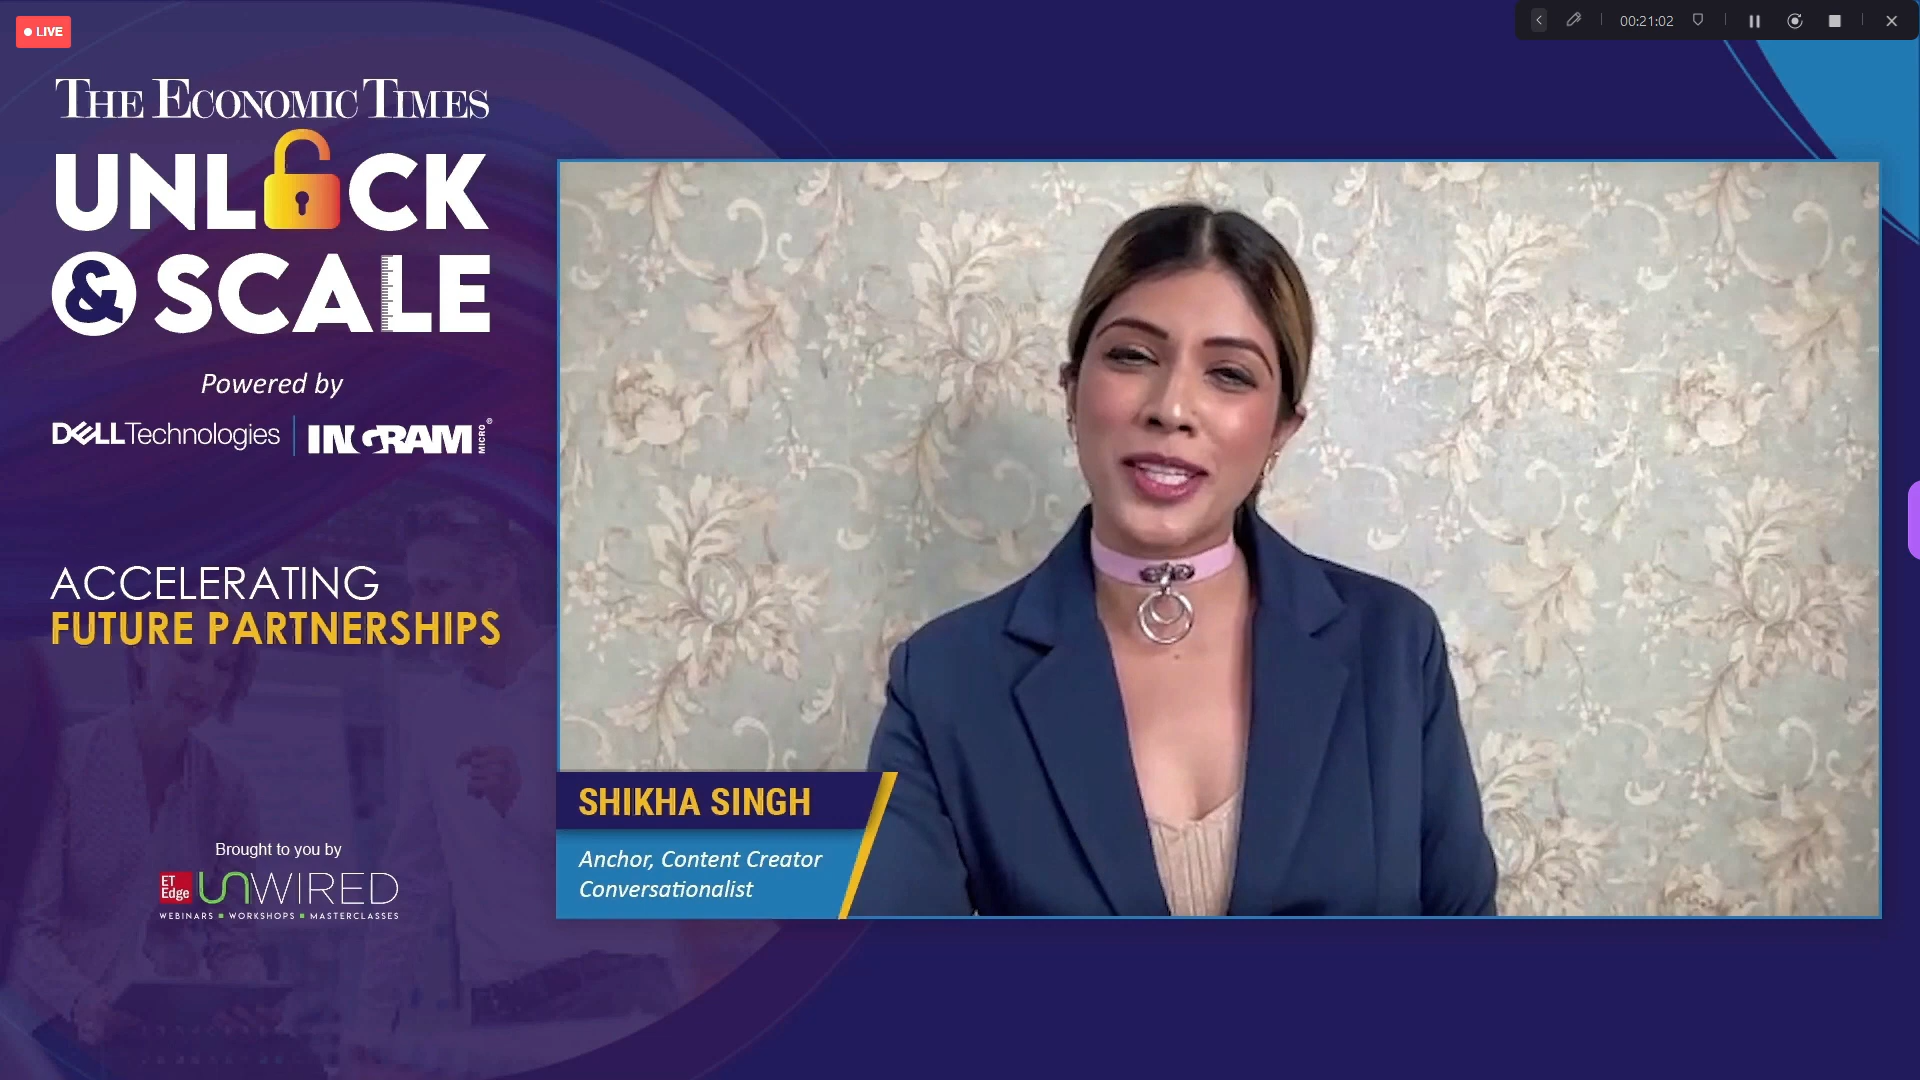 LIVE
00:21:02
THE ECONOMIC TIMES
UNLOCK
& SCALE
Powered by
DELLTechnologies
INGRAM MICRO®
ACCELERATING
FUTURE PARTNERSHIPS
SHIKHA SINGH
Anchor, Content Creator
Conversationalist
Brought to you by
ET Edge
UNWIRED
WEBINARS ■ WORKSHOPS ■ MASTERCLASSES